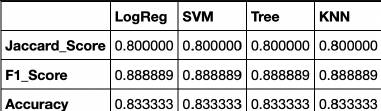 LogReg SVM Tree KNN
Jaccard_Score 0.800000 0.800000 0.800000 0.800000
F1_Score 0.888889 0.888889 0.888889 0.888889
Accuracy 0.833333 0.833333 0.833333 0.833333